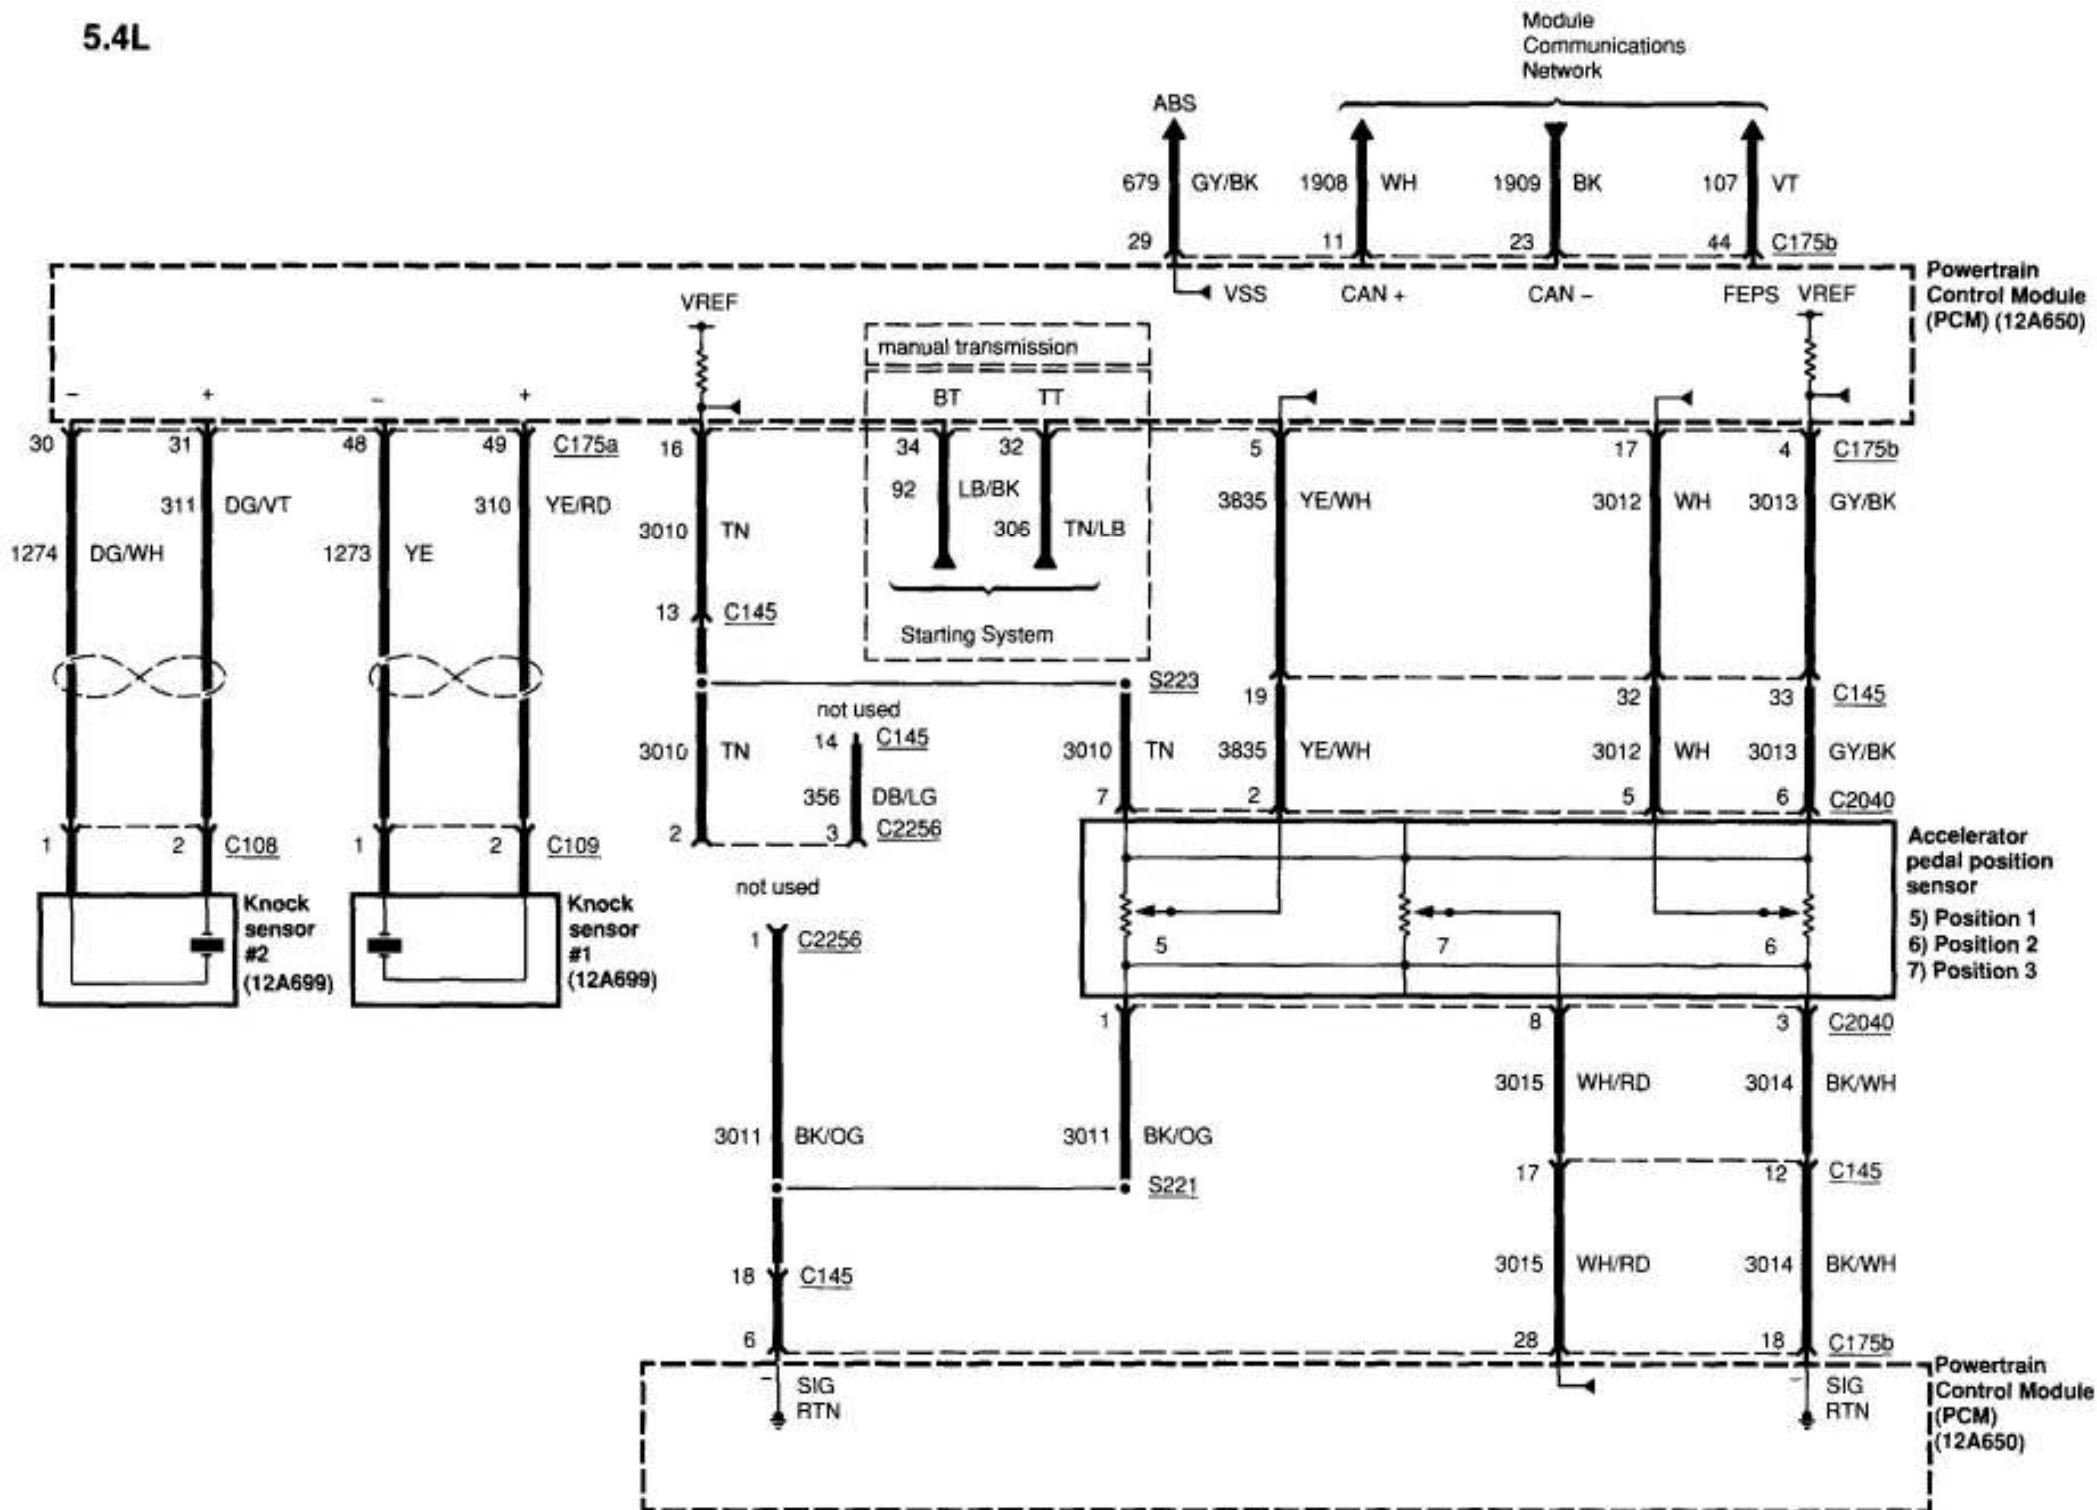 5.4L
Module
Communications
Network
ABS
679 GY/BK 1908 WH 1909 BK 107 VT
29 11 23 44 C175b
VSS CAN + CAN – FEPS VREF
Powertrain
Control Module
(PCM) (12A650)
VREF
manual transmission
BT TT
– + – +
30 31 48 49 C175a 16 34 32 5 17 4 C175b
92 LB/BK
311 DG/VT 310 YE/RD 3835 YE/WH 3012 WH 3013 GY/BK
3010 TN 306 TN/LB
1274 DG/WH 1273 YE
13 C145
Starting System
S223
19 32 33 C145
not used
14 C145
3010 TN 3010 TN 3835 YE/WH 3012 WH 3013 GY/BK
356 DB/LG
7 2 5 6 C2040
2 3 C2256
1 2 C108 1 2 C109
not used
Knock
sensor
#2
(12A699)
Knock
sensor
#1
(12A699)
Accelerator
pedal position
sensor
5) Position 1
6) Position 2
7) Position 3
5 7 6
1 C2256
1 8 3 C2040
3015 WH/RD 3014 BK/WH
3011 BK/OG 3011 BK/OG
17 12 C145
S221
18 C145
3015 WH/RD 3014 BK/WH
6 28 18 C175b
Powertrain
Control Module
(PCM)
(12A650)
– SIG
RTN
– SIG
RTN